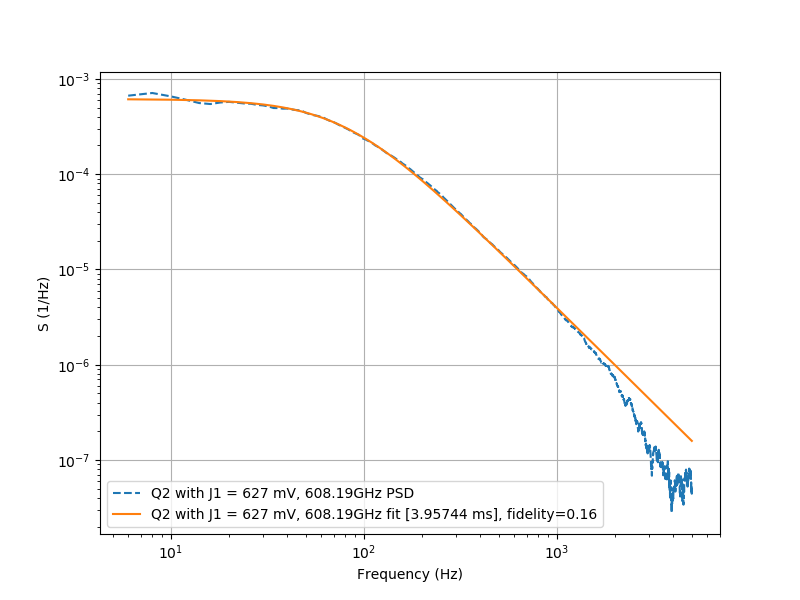 10⁻³
10⁻⁴
10⁻⁵
10⁻⁶
10⁻⁷
S (1/Hz)
Q2 with J1 = 627 mV, 608.19GHz PSD
Q2 with J1 = 627 mV, 608.19GHz fit [3.95744 ms], fidelity=0.16
10¹ 10² 10³
Frequency (Hz)